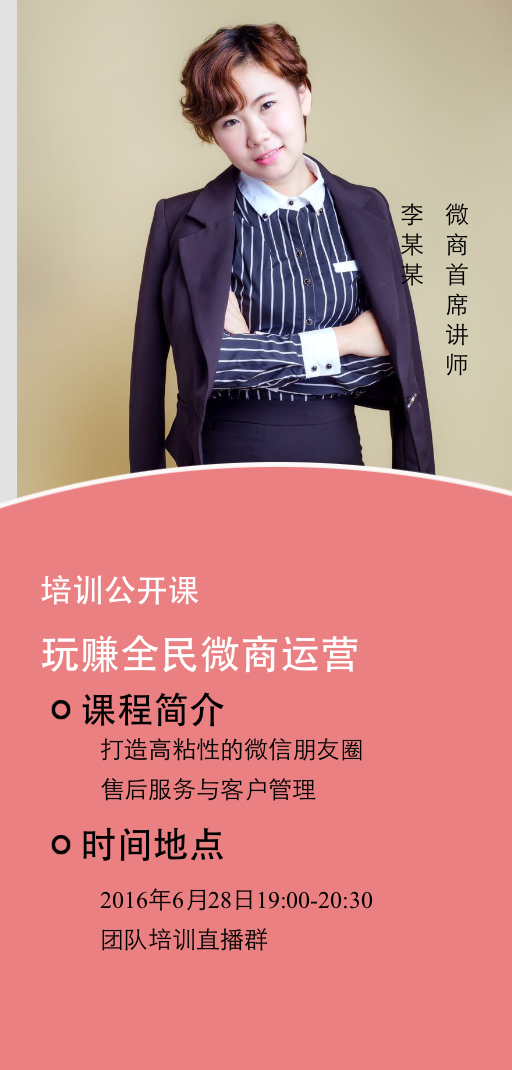 微商首席讲师
李某某
培训公开课
玩赚全民微商运营
课程简介
打造高粘性的微信朋友圈
售后服务与客户管理
时间地点
2016年6月28日19:00-20:30
团队培训直播群